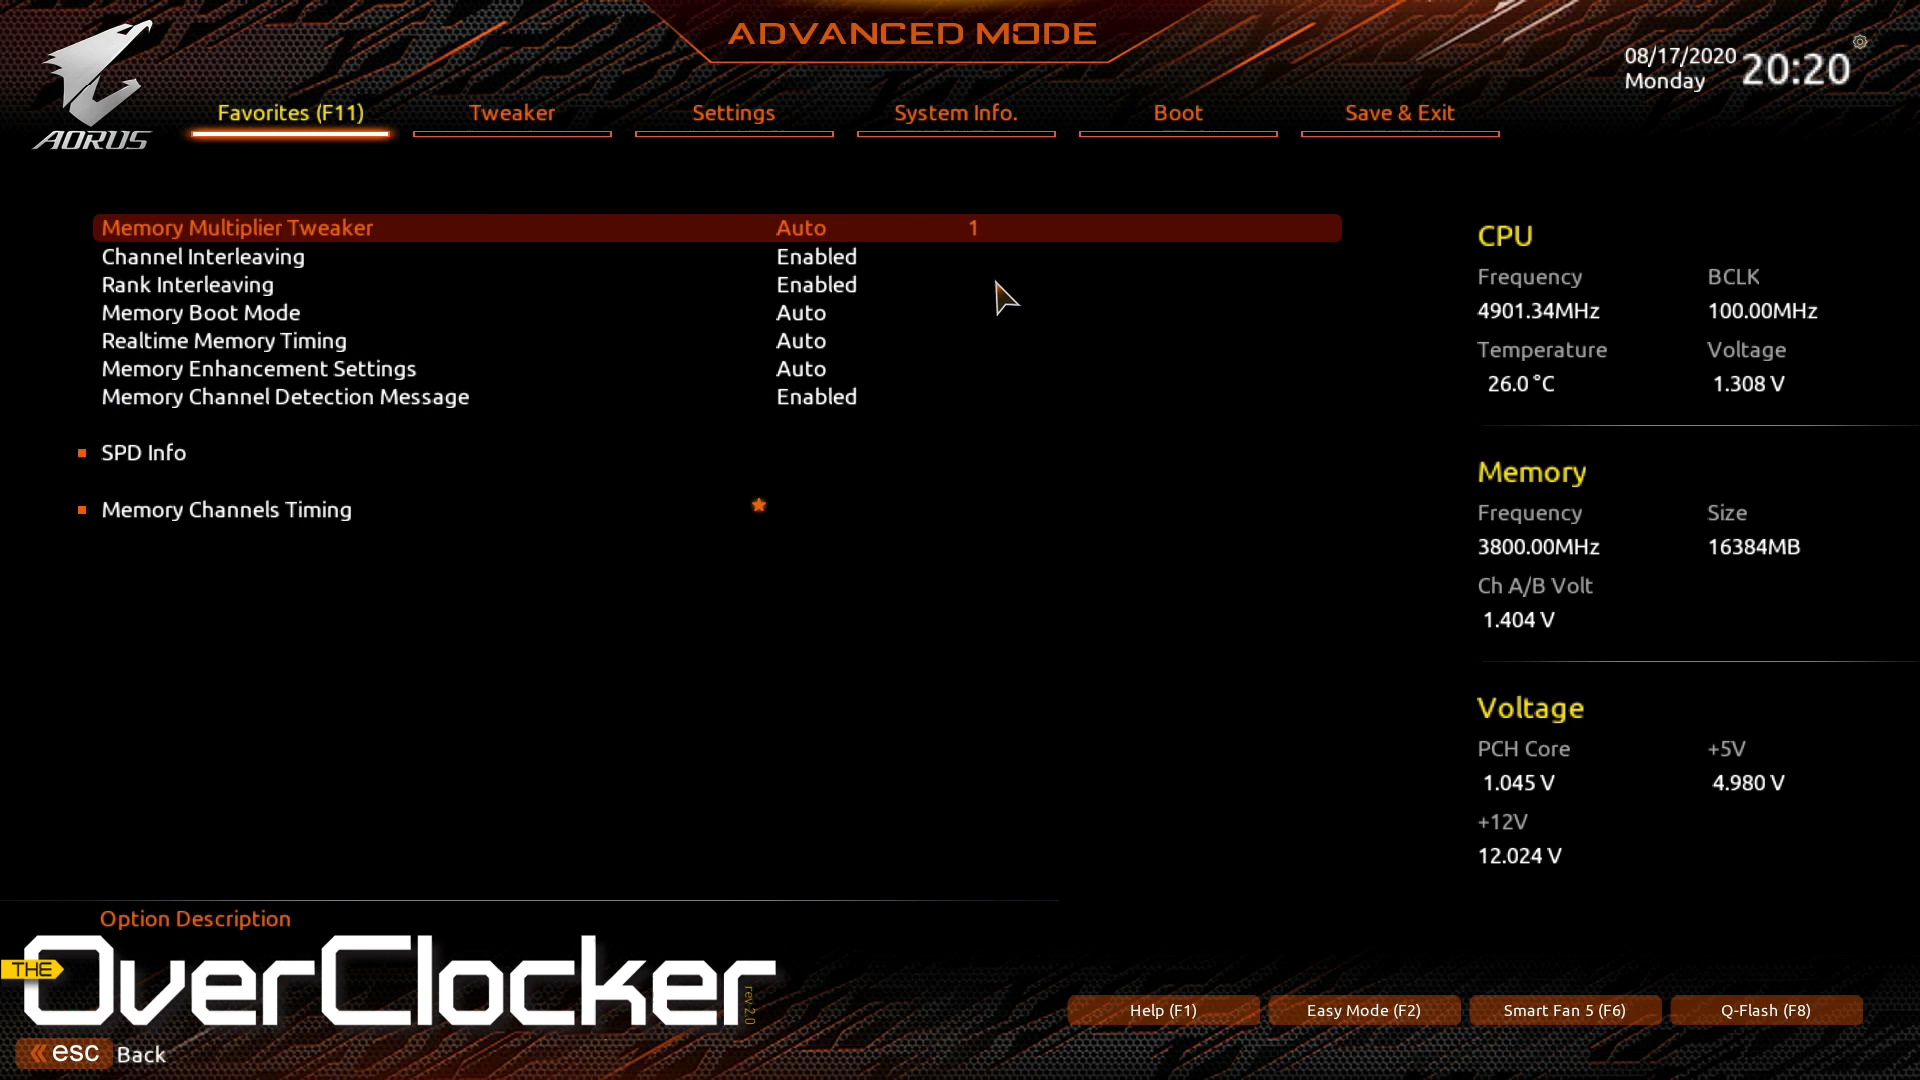 ADVANCED MODE
08/17/2020
Monday
20:20
AORUS
Favorites (F11)
Tweaker
Settings
System Info.
Boot
Save & Exit
Memory Multiplier Tweaker Auto 1
Channel Interleaving Enabled
Rank Interleaving Enabled
Memory Boot Mode Auto
Realtime Memory Timing Auto
Memory Enhancement Settings Auto
Memory Channel Detection Message Enabled
SPD Info
Memory Channels Timing
CPU
Frequency BCLK
4901.34MHz 100.00MHz
Temperature Voltage
26.0 °C 1.308 V
Memory
Frequency Size
3800.00MHz 16384MB
Ch A/B Volt
1.404 V
Voltage
PCH Core +5V
1.045 V 4.980 V
+12V
12.024 V
Option Description
THE OverClocker rev 2.0
Help (F1)
Easy Mode (F2)
Smart Fan 5 (F6)
Q-Flash (F8)
esc Back